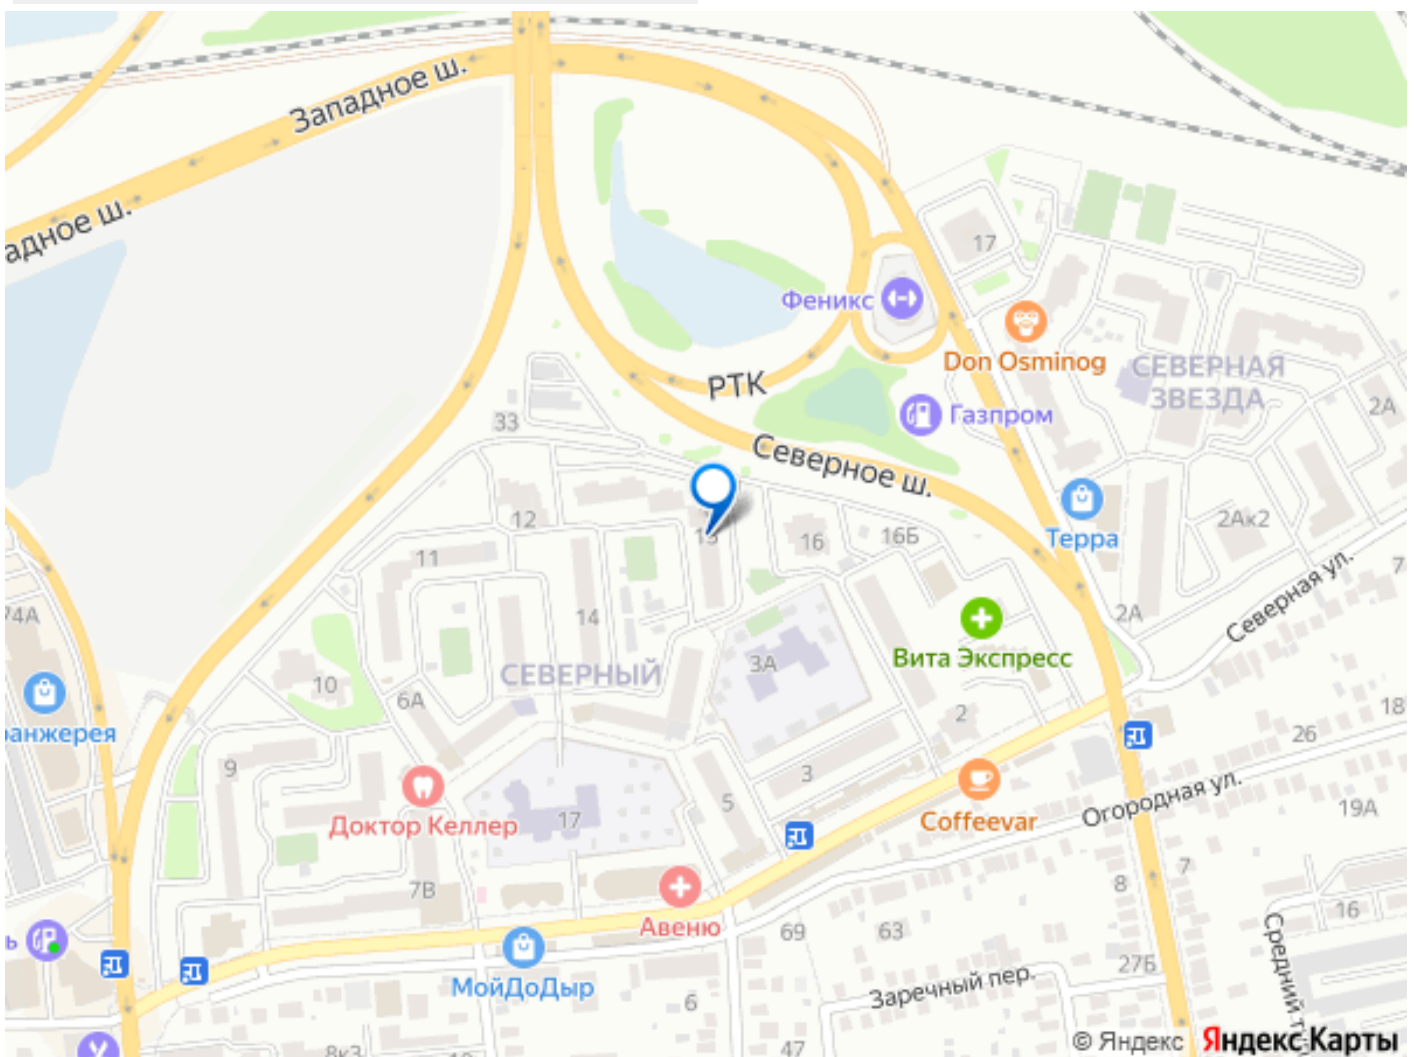 Западное ш.
адное ш.
17
Феникс
Don Osminog
СЕВЕРНАЯ
ЗВЕЗДА
РТК
2А
Газпром
33
Северное ш.
12
16
16Б
2Ак2
Терра
11
74А
14
2А
Северная ул.
7
3А
Вита Экспресс
СЕВЕРНЫЙ
10
6А
2
18
ранжерея
26
9
3
5
Огородная ул.
Доктор Келлер
17
Coffeevar
19А
7
8
7В
Авеню
69
63
16
Средний т
ь
27Б
МойДоДыр
Заречный пер.
6
8к3
10
47
© Яндекс Яндекс Карты